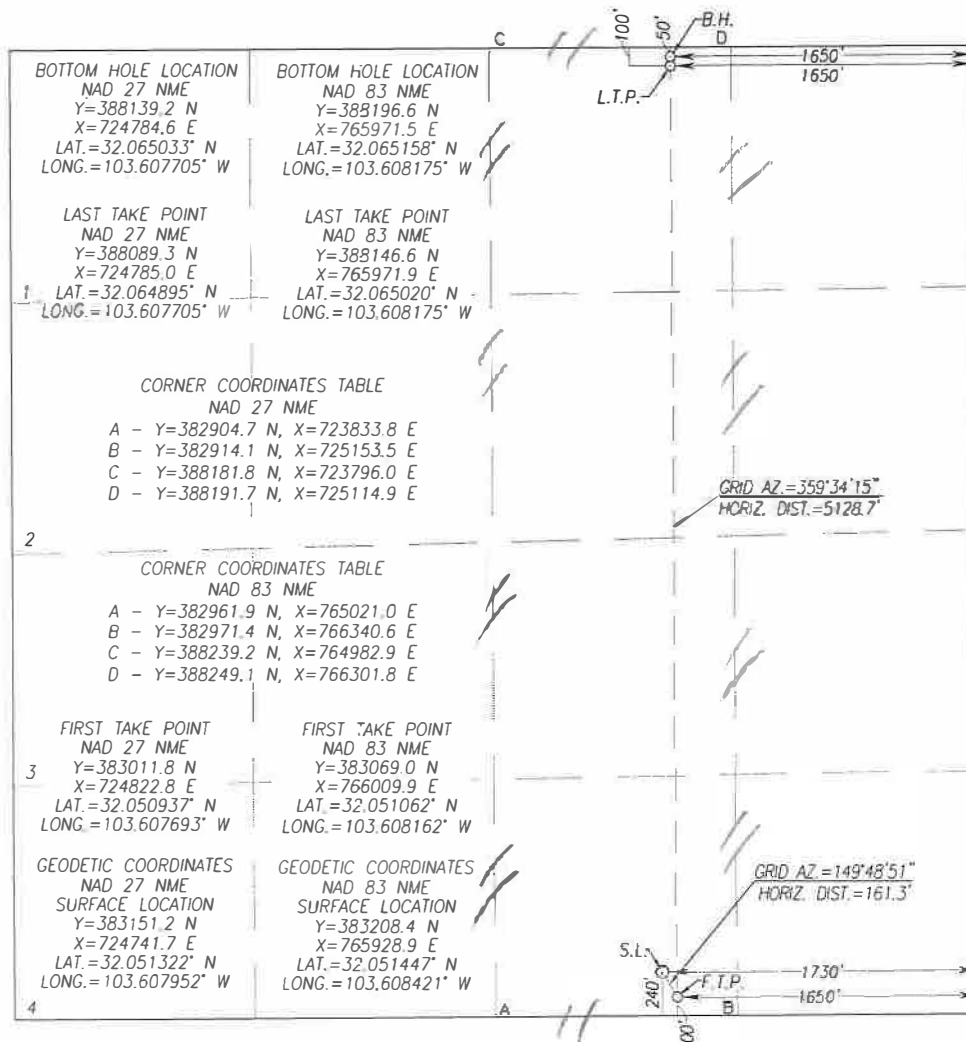 C
100'
50'
B.H.
D
1650'
1650'
L.T.P.
BOTTOM HOLE LOCATION
NAD 27 NME
Y=388139.2 N
X=724784.6 E
LAT.=32.065033° N
LONG.=103.607705° W
BOTTOM HOLE LOCATION
NAD 83 NME
Y=388196.6 N
X=765971.5 E
LAT.=32.065158° N
LONG.=103.608175° W
LAST TAKE POINT
NAD 27 NME
Y=388089.3 N
X=724785.0 E
LAT.=32.064895° N
LONG.=103.607705° W
LAST TAKE POINT
NAD 83 NME
Y=388146.6 N
X=765971.9 E
LAT.=32.065020° N
LONG.=103.608175° W
1
CORNER COORDINATES TABLE
NAD 27 NME
A - Y=382904.7 N, X=723833.8 E
B - Y=382914.1 N, X=725153.5 E
C - Y=388181.8 N, X=723796.0 E
D - Y=388191.7 N, X=725114.9 E
GRID AZ.=359°34'15"
HORIZ. DIST.=5128.7'
2
CORNER COORDINATES TABLE
NAD 83 NME
A - Y=382961.9 N, X=765021.0 E
B - Y=382971.4 N, X=766340.6 E
C - Y=388239.2 N, X=764982.9 E
D - Y=388249.1 N, X=766301.8 E
FIRST TAKE POINT
NAD 27 NME
Y=383011.8 N
X=724822.8 E
LAT.=32.050937° N
LONG.=103.607693° W
FIRST TAKE POINT
NAD 83 NME
Y=383069.0 N
X=766009.9 E
LAT.=32.051062° N
LONG.=103.608162° W
3
GEODETIC COORDINATES
NAD 27 NME
SURFACE LOCATION
Y=383151.2 N
X=724741.7 E
LAT.=32.051322° N
LONG.=103.607952° W
GEODETIC COORDINATES
NAD 83 NME
SURFACE LOCATION
Y=383208.4 N
X=765928.9 E
LAT.=32.051447° N
LONG.=103.608421° W
GRID AZ.=149°48'51"
HORIZ. DIST.=161.3'
S.L.
1730'
240'
F.T.P.
1650'
4
A
B
00'